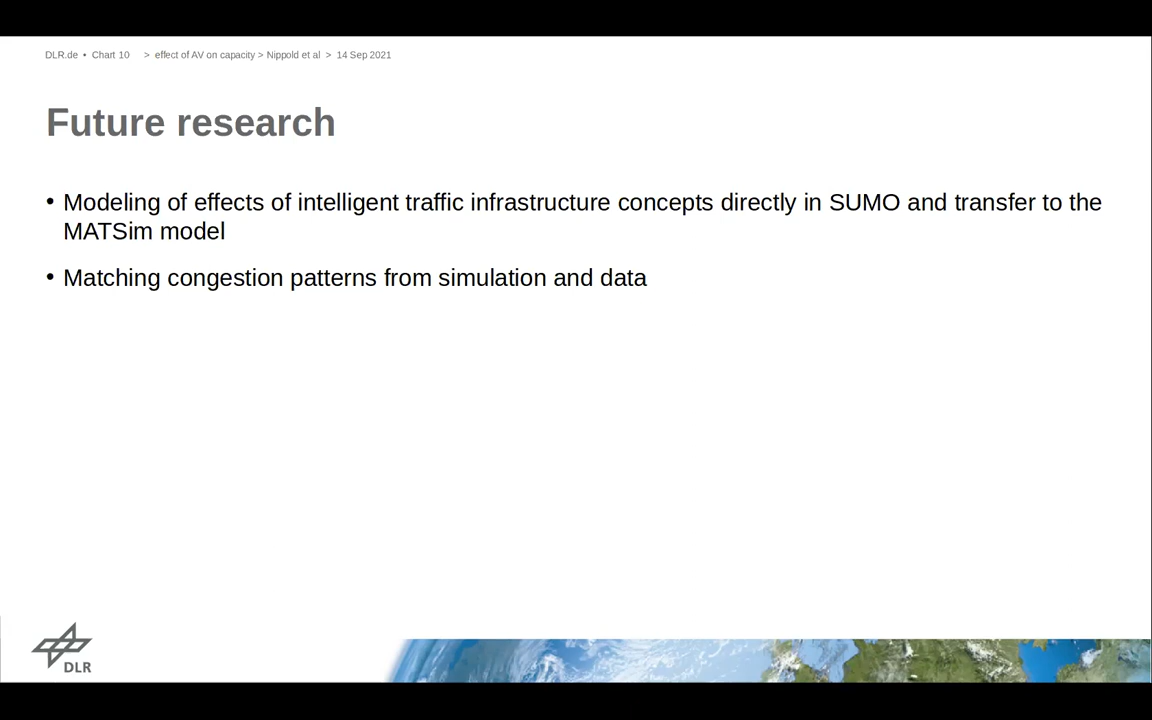 DLR.de • Chart 10 > effect of AV on capacity > Nippold et al > 14 Sep 2021
Future research
• Modeling of effects of intelligent traffic infrastructure concepts directly in SUMO and transfer to the
MATSim model
• Matching congestion patterns from simulation and data
DLR